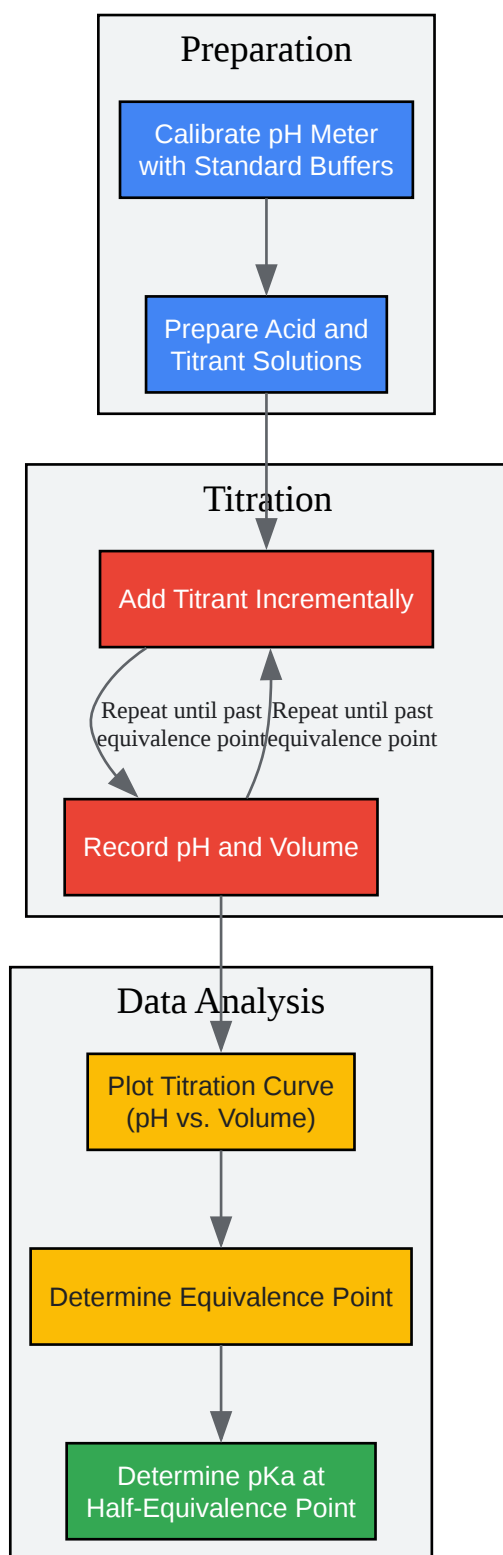 Preparation
Calibrate pH Meter
with Standard Buffers
Prepare Acid and
Titrant Solutions
Titration
Add Titrant Incrementally
Repeat until past
equivalence point
Repeat until past
equivalence point
Record pH and Volume
Data Analysis
Plot Titration Curve
(pH vs. Volume)
Determine Equivalence Point
Determine pKa at
Half-Equivalence Point